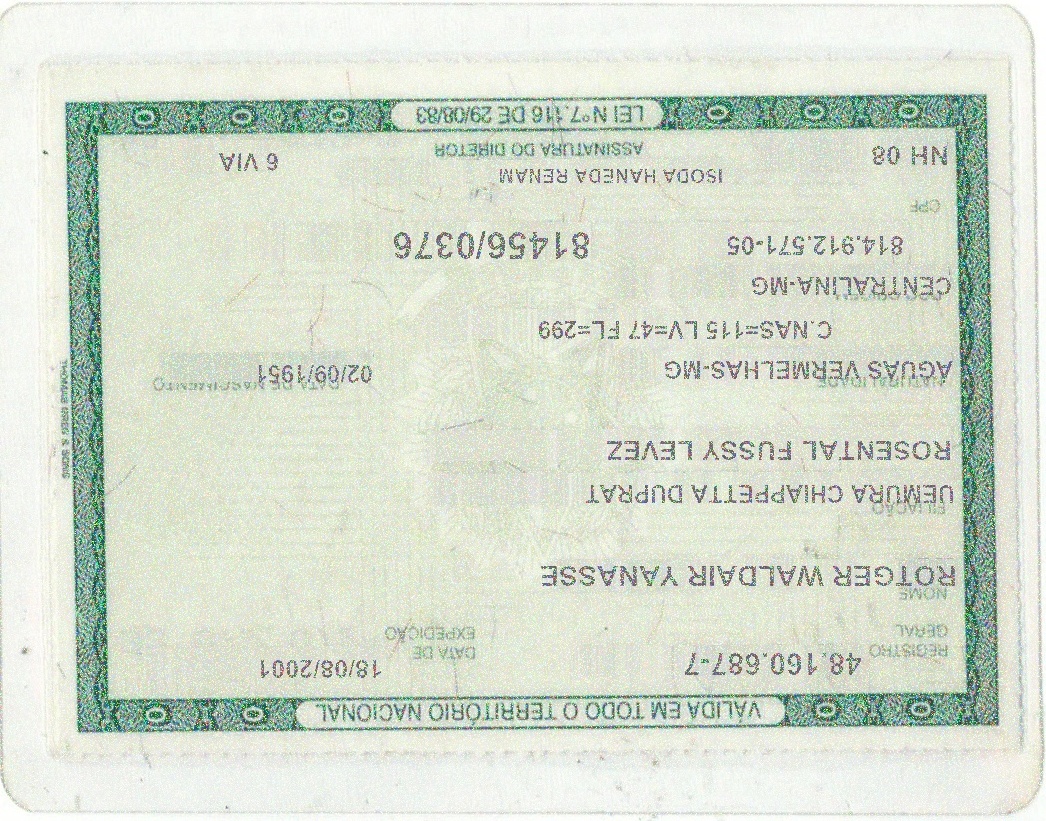 VÁLIDA EM TODO O TERRITÓRIO NACIONAL
REGISTRO GERAL 48.160.687-7 DATA DE EXPEDIÇÃO 18/08/2001
NOME
ROTGER WALDAIR YANASSE
FILIAÇÃO
UEMURA CHIAPPETTA DUPRAT
ROSENTAL FUSSY LEVEZ
NATURALIDADE DATA DE NASCIMENTO
AGUAS VERMELHAS-MG 02/09/1951
C.NAS=115 LV=47 FL=299
DOC ORIGEM
CENTRALINA-MG
814.912.571-05 81456/0376
CPF
ISODA HANEDA RENAM
NH 08 ASSINATURA DO DIRETOR 6 VIA
LEI Nº7.116 DE 29/08/83
THOMAS GREG & SONS